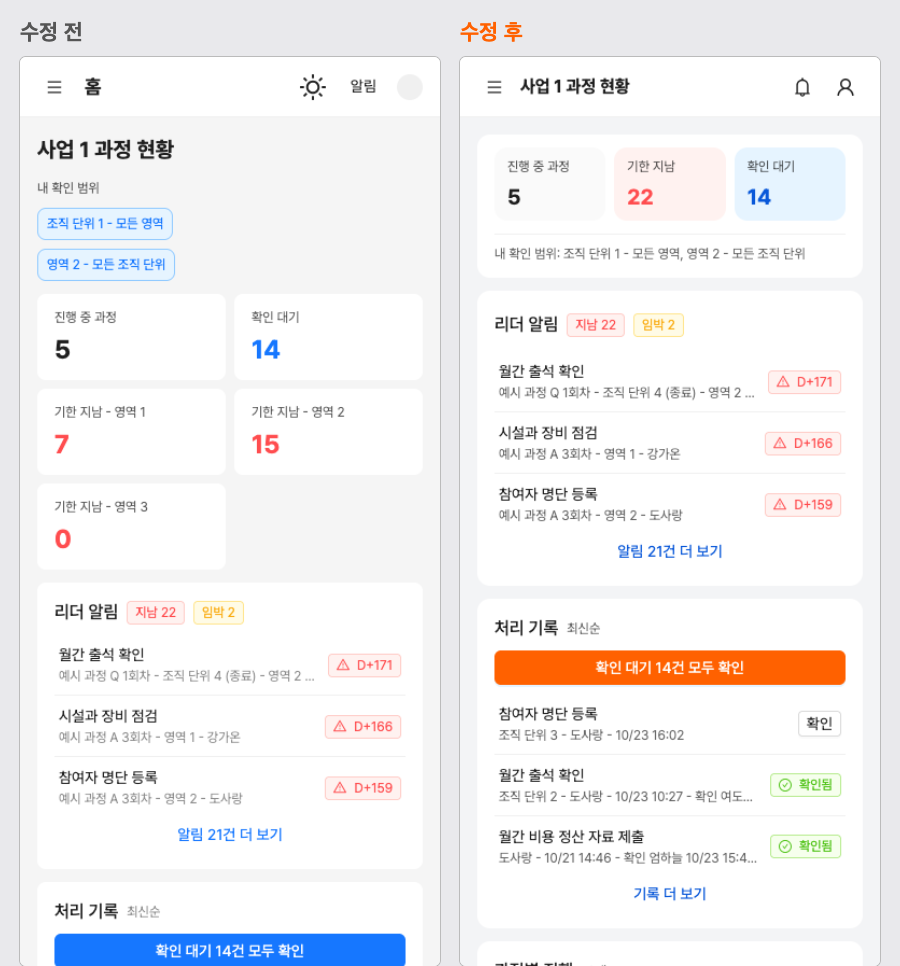 수정 전
홈
알림
사업 1 과정 현황
내 확인 범위
조직 단위 1 - 모든 영역
영역 2 - 모든 조직 단위
진행 중 과정
5
확인 대기
14
기한 지남 - 영역 1
7
기한 지남 - 영역 2
15
기한 지남 - 영역 3
0
리더 알림 지남 22 임박 2
월간 출석 확인
예시 과정 Q 1회차 - 조직 단위 4 (종료) - 영역 2 ...
D+171
시설과 장비 점검
예시 과정 A 3회차 - 영역 1 - 강가온
D+166
참여자 명단 등록
예시 과정 A 3회차 - 영역 2 - 도사랑
D+159
알림 21건 더 보기
처리 기록 최신순
확인 대기 14건 모두 확인
수정 후
사업 1 과정 현황
진행 중 과정
5
기한 지남
22
확인 대기
14
내 확인 범위: 조직 단위 1 - 모든 영역, 영역 2 - 모든 조직 단위
리더 알림 지남 22 임박 2
월간 출석 확인
예시 과정 Q 1회차 - 조직 단위 4 (종료) - 영역 2 ...
D+171
시설과 장비 점검
예시 과정 A 3회차 - 영역 1 - 강가온
D+166
참여자 명단 등록
예시 과정 A 3회차 - 영역 2 - 도사랑
D+159
알림 21건 더 보기
처리 기록 최신순
확인 대기 14건 모두 확인
참여자 명단 등록
조직 단위 3 - 도사랑 - 10/23 16:02
확인
월간 출석 확인
조직 단위 2 - 도사랑 - 10/23 10:27 - 확인 여도...
확인됨
월간 비용 정산 자료 제출
도사랑 - 10/21 14:46 - 확인 엄하늘 10/23 15:4...
확인됨
기록 더 보기